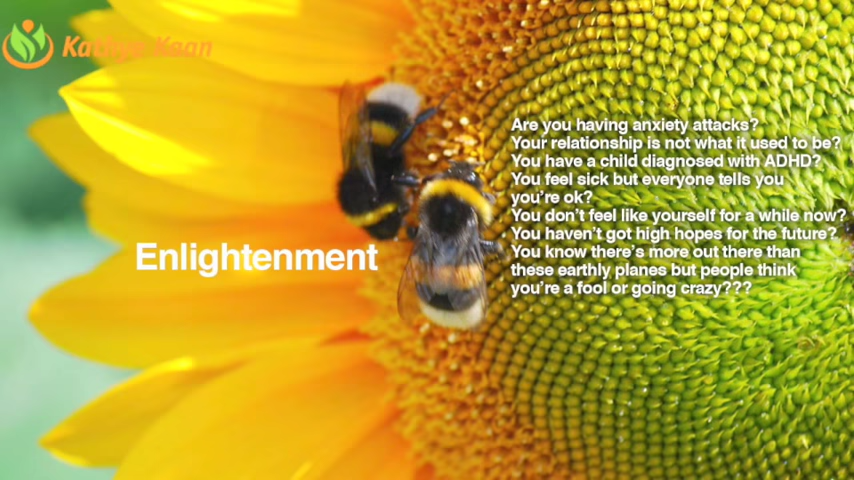 Kathye Kaan
Enlightenment
Are you having anxiety attacks?
Your relationship is not what it used to be?
You have a child diagnosed with ADHD?
You feel sick but everyone tells you
you're ok?
You don't feel like yourself for a while now?
You haven't got high hopes for the future?
You know there's more out there than
these earthly planes but people think
you're a fool or going crazy???